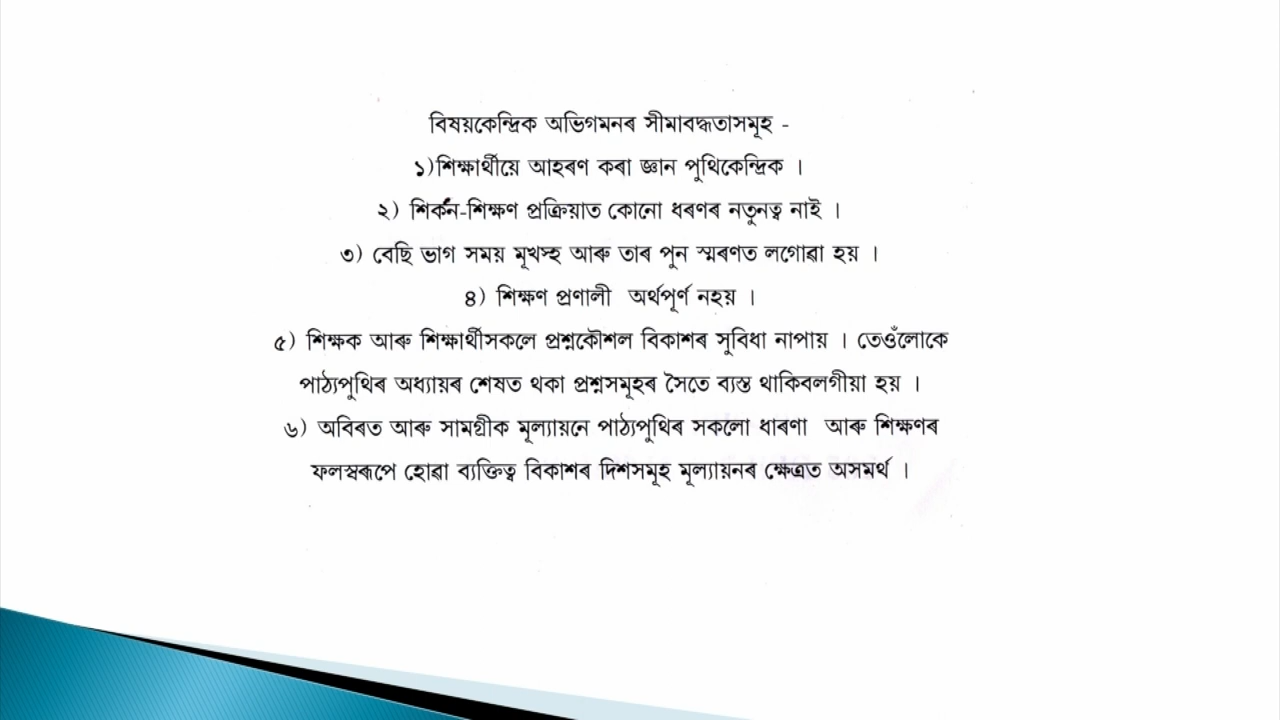 বিষয়কেন্দ্ৰিক অভিগমনৰ সীমাবদ্ধতাসমূহ -
১)শিক্ষাৰ্থীয়ে আহৰণ কৰা জ্ঞান পুথিকেন্দ্ৰিক ।
২) শিৰ্কন-শিক্ষণ প্ৰক্ৰিয়াত কোনো ধৰণৰ নতুনত্ব নাই ।
৩) বেছি ভাগ সময় মূখস্হ আৰু তাৰ পুন স্মৰণত লগোৱা হয় ।
৪) শিক্ষণ প্ৰণালী অৰ্থপূৰ্ণ নহয় ।
৫) শিক্ষক আৰু শিক্ষাৰ্থীসকলে প্ৰশ্নকৌশল বিকাশৰ সুবিধা নাপায় । তেওঁলোকে
পাঠ্যপুথিৰ অধ্যায়ৰ শেষত থকা প্ৰশ্নসমূহৰ সৈতে ব্যস্ত থাকিবলগীয়া হয় ।
৬) অবিৰত আৰু সামগ্ৰীক মূল্যায়নে পাঠ্যপুথিৰ সকলো ধাৰণা আৰু শিক্ষণৰ
ফলস্বৰূপে হোৱা ব্যক্তিত্ব বিকাশৰ দিশসমূহ মূল্যায়নৰ ক্ষেত্ৰত অসমৰ্থ ।